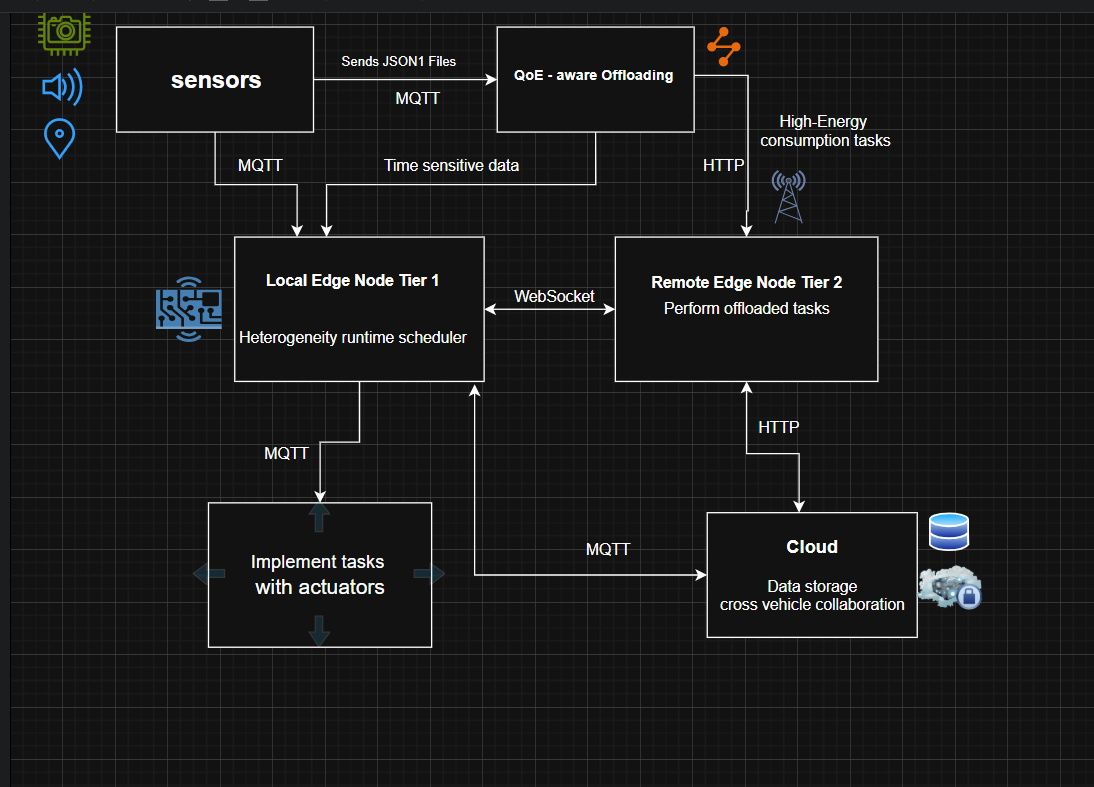 sensors
Sends JSON1 Files
MQTT
QoE - aware Offloading
High-Energy
consumption tasks
MQTT
Time sensitive data
HTTP
Local Edge Node Tier 1
Heterogeneity runtime scheduler
WebSocket
Remote Edge Node Tier 2
Perform offloaded tasks
MQTT
HTTP
Implement tasks
with actuators
MQTT
Cloud
Data storage
cross vehicle collaboration